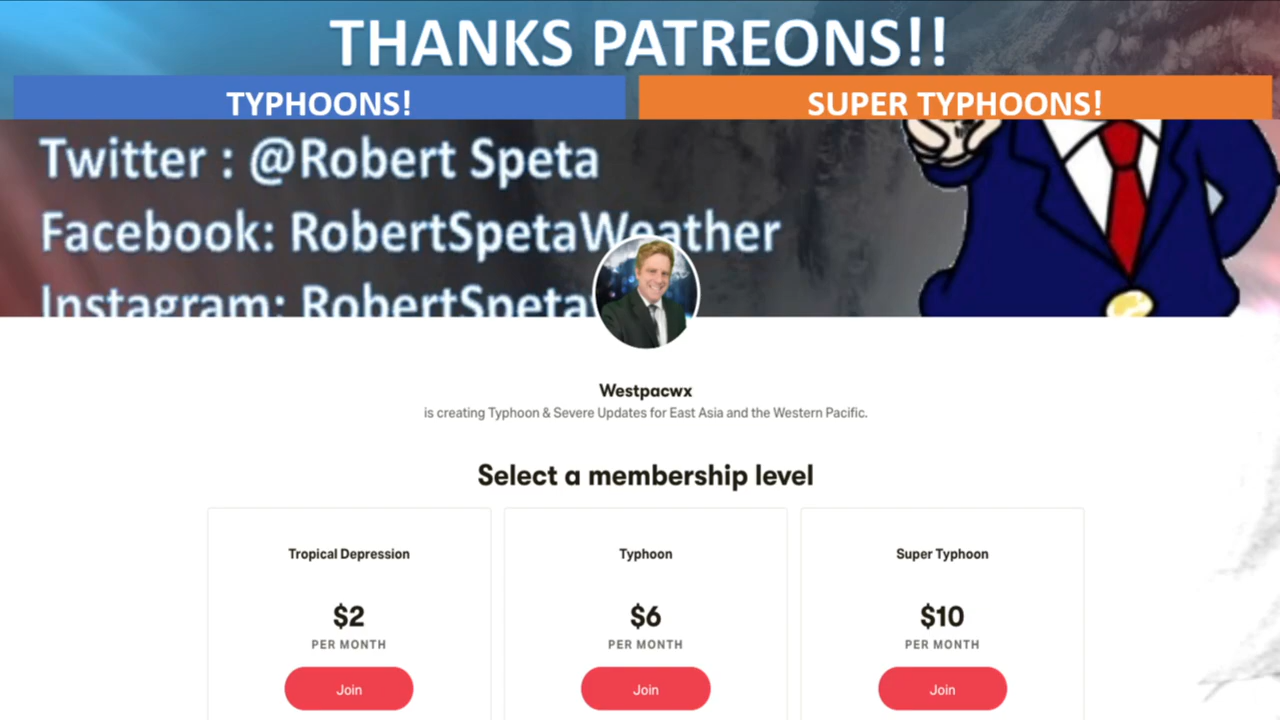 THANKS PATREONS!!
TYPHOONS!
SUPER TYPHOONS!
Twitter : @Robert Speta
Facebook: RobertSpetaWeather
Instagram: RobertSpeta
Westpacwx
is creating Typhoon & Severe Updates for East Asia and the Western Pacific.
Select a membership level
Tropical Depression
Typhoon
Super Typhoon
$2
$6
$10
PER MONTH
PER MONTH
PER MONTH
Join
Join
Join